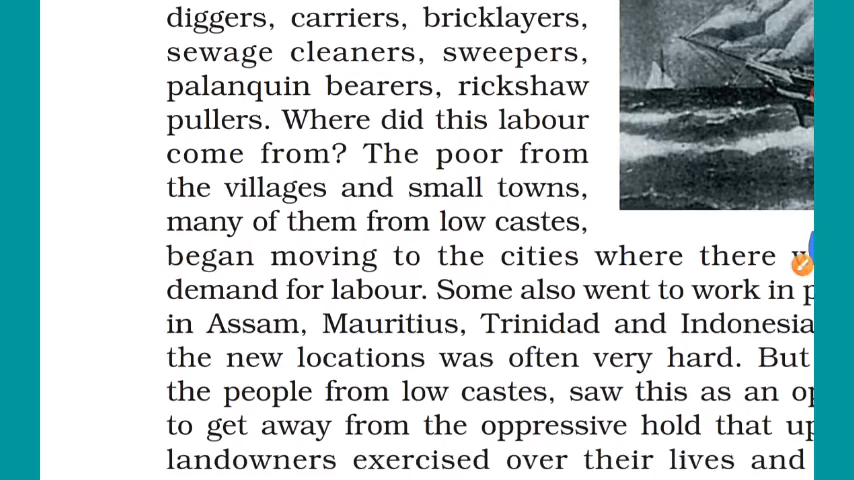 diggers, carriers, bricklayers,
sewage cleaners, sweepers,
palanquin bearers, rickshaw
pullers. Where did this labour
come from? The poor from
the villages and small towns,
many of them from low castes,
began moving to the cities where there
demand for labour. Some also went to work in
in Assam, Mauritius, Trinidad and Indonesia
the new locations was often very hard. But
the people from low castes, saw this as an
to get away from the oppressive hold that
landowners exercised over their lives and